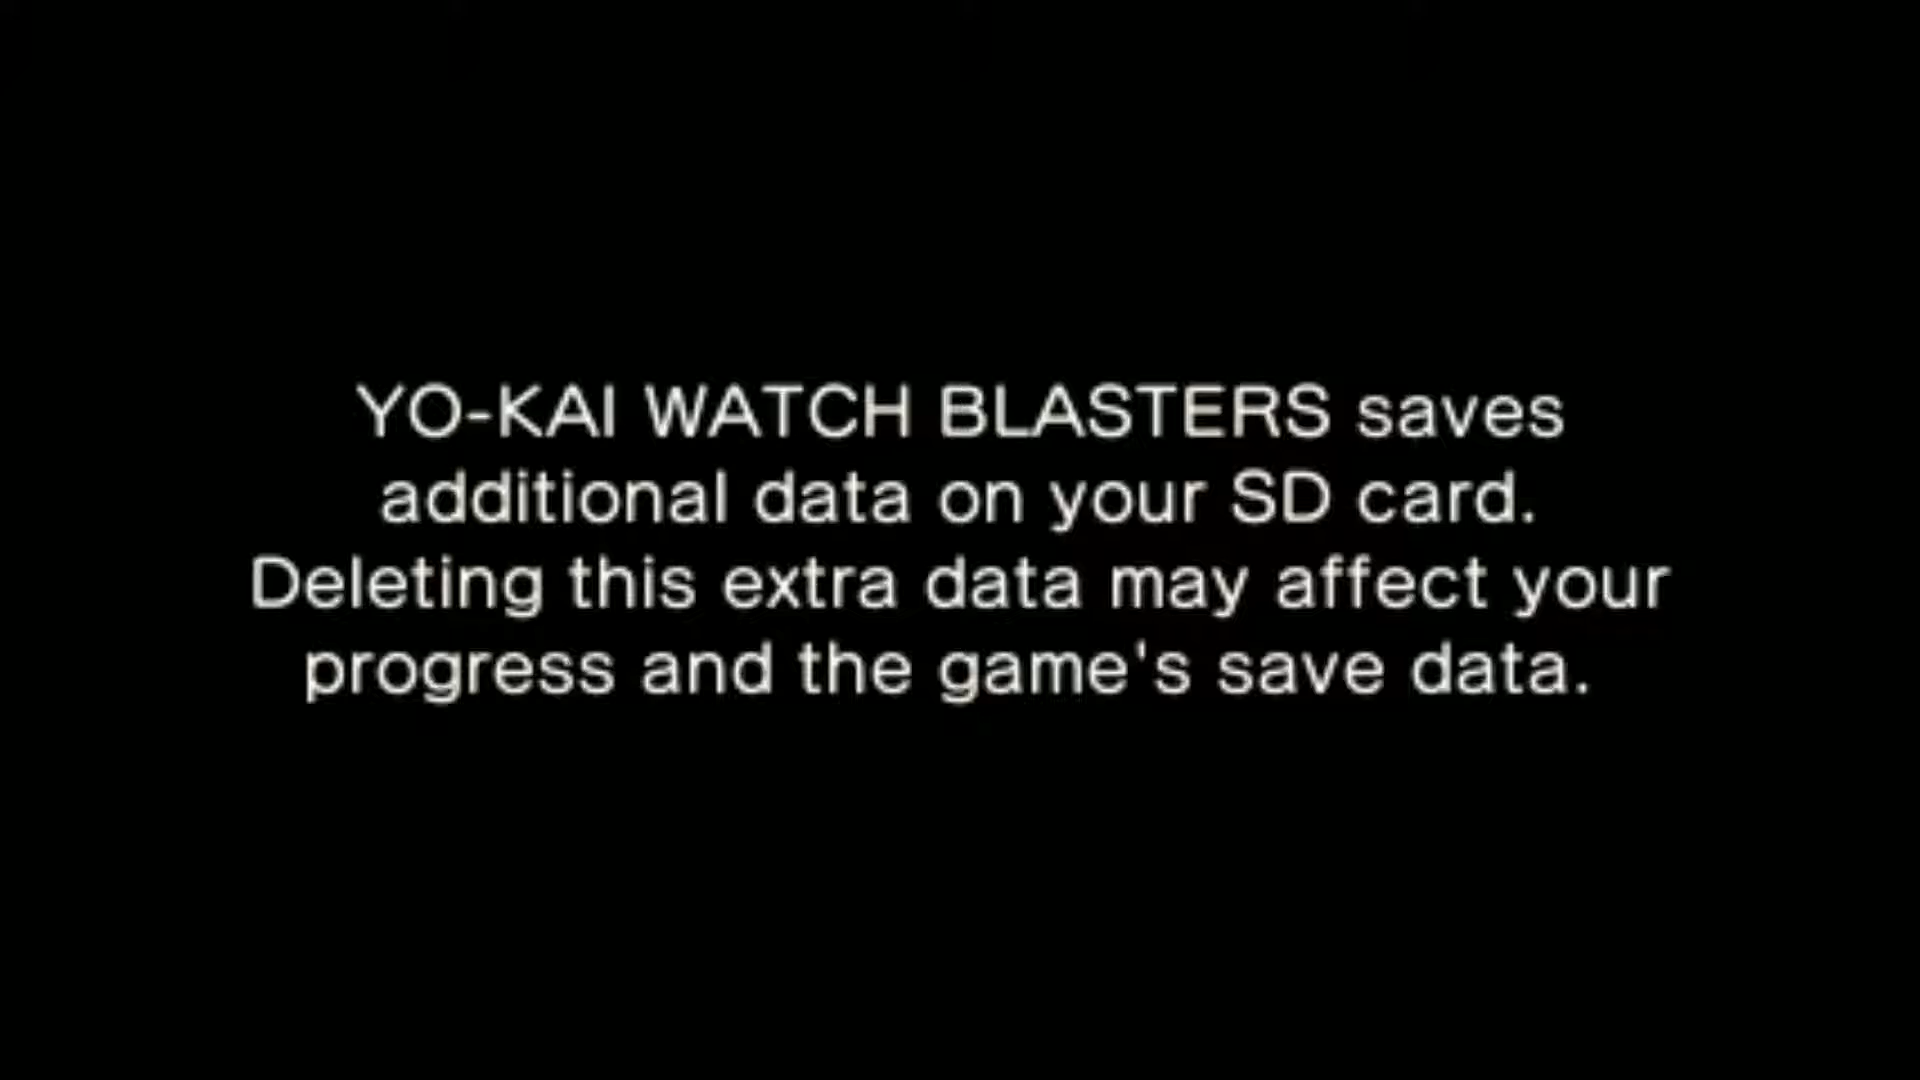 YO-KAI WATCH BLASTERS saves
additional data on your SD card.
Deleting this extra data may affect your
progress and the game's save data.